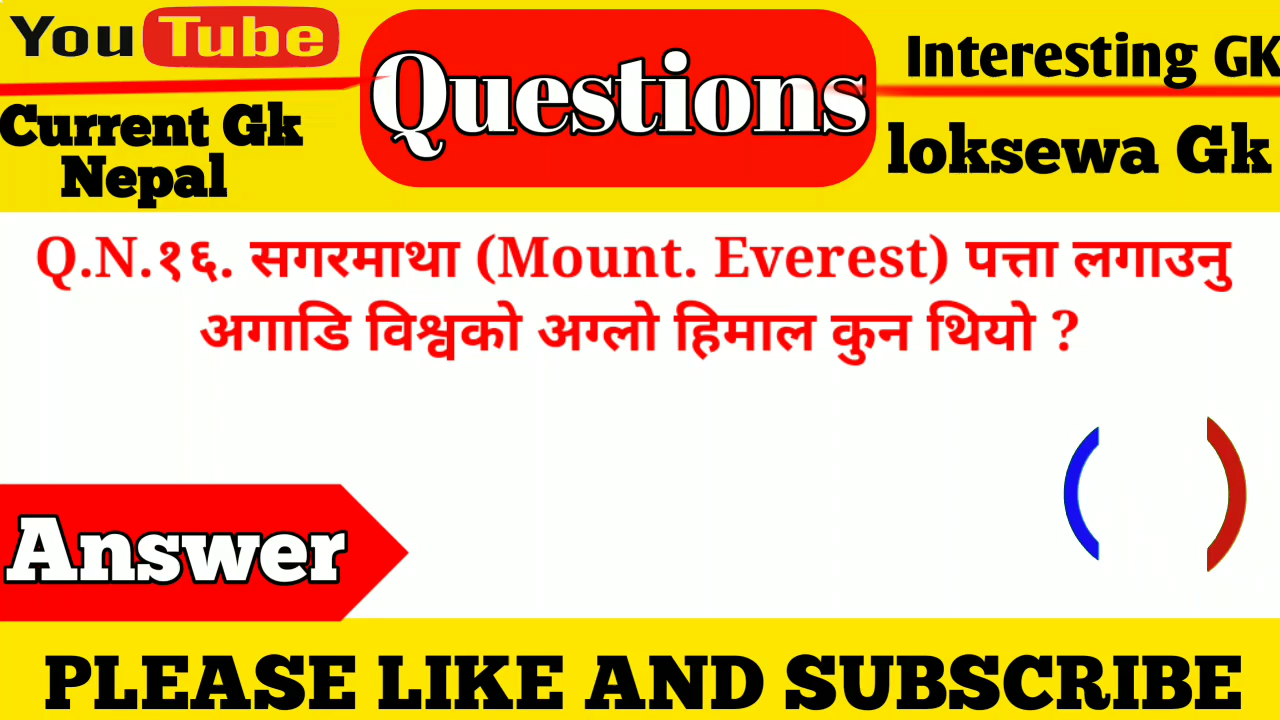 YouTube
Current Gk
Nepal
Questions
Interesting GK
loksewa Gk
Q.N.१६. सगरमाथा (Mount. Everest) पत्ता लगाउनु
अगाडि विश्वको अग्लो हिमाल कुन थियो ?
Answer
PLEASE LIKE AND SUBSCRIBE